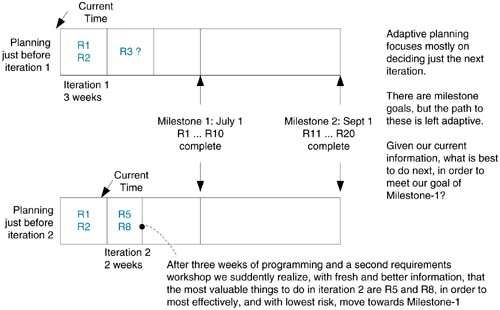 Current
Time
Planning
just before
iteration 1
R1
R2
R3 ?
Iteration 1
3 weeks
Adaptive planning
focuses mostly on
deciding just the next
iteration.
There are milestone
goals, but the path to
these is left adaptive.
Given our current
information, what is best
to do next, in order to
meet our goal of
Milestone-1?
Milestone 1: July 1
R1 ... R10
complete
Milestone 2: Sept 1
R11 ... R20
complete
Current
Time
Planning
just before
iteration 2
R1
R2
R5
R8
Iteration 2
2 weeks
After three weeks of programming and a second requirements
workshop we suddently realize, with fresh and better information, that
the most valuable things to do in iteration 2 are R5 and R8, in order to
most effectively, and with lowest risk, move towards Milestone-1